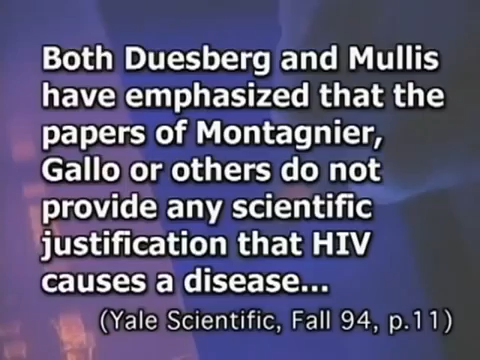 Both Duesberg and Mullis
have emphasized that the
papers of Montagnier,
Gallo or others do not
provide any scientific
justification that HIV
causes a disease...
(Yale Scientific, Fall 94, p.11)